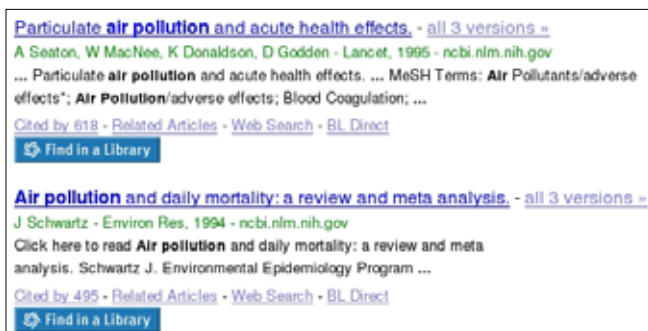 Particulate air pollution and acute health effects. - all 3 versions »
A Seaton, W MacNee, K Donaldson, D Godden - Lancet, 1995 - ncbi.nlm.nih.gov
... Particulate air pollution and acute health effects. ... MeSH Terms: Air Pollutants/adverse
effects*; Air Pollution/adverse effects; Blood Coagulation; ...
Cited by 618 - Related Articles - Web Search - BL Direct
Find in a Library
Air pollution and daily mortality: a review and meta analysis. - all 3 versions »
J Schwartz - Environ Res, 1994 - ncbi.nlm.nih.gov
Click here to read Air pollution and daily mortality: a review and meta
analysis. Schwartz J. Environmental Epidemiology Program ...
Cited by 495 - Related Articles - Web Search - BL Direct
Find in a Library